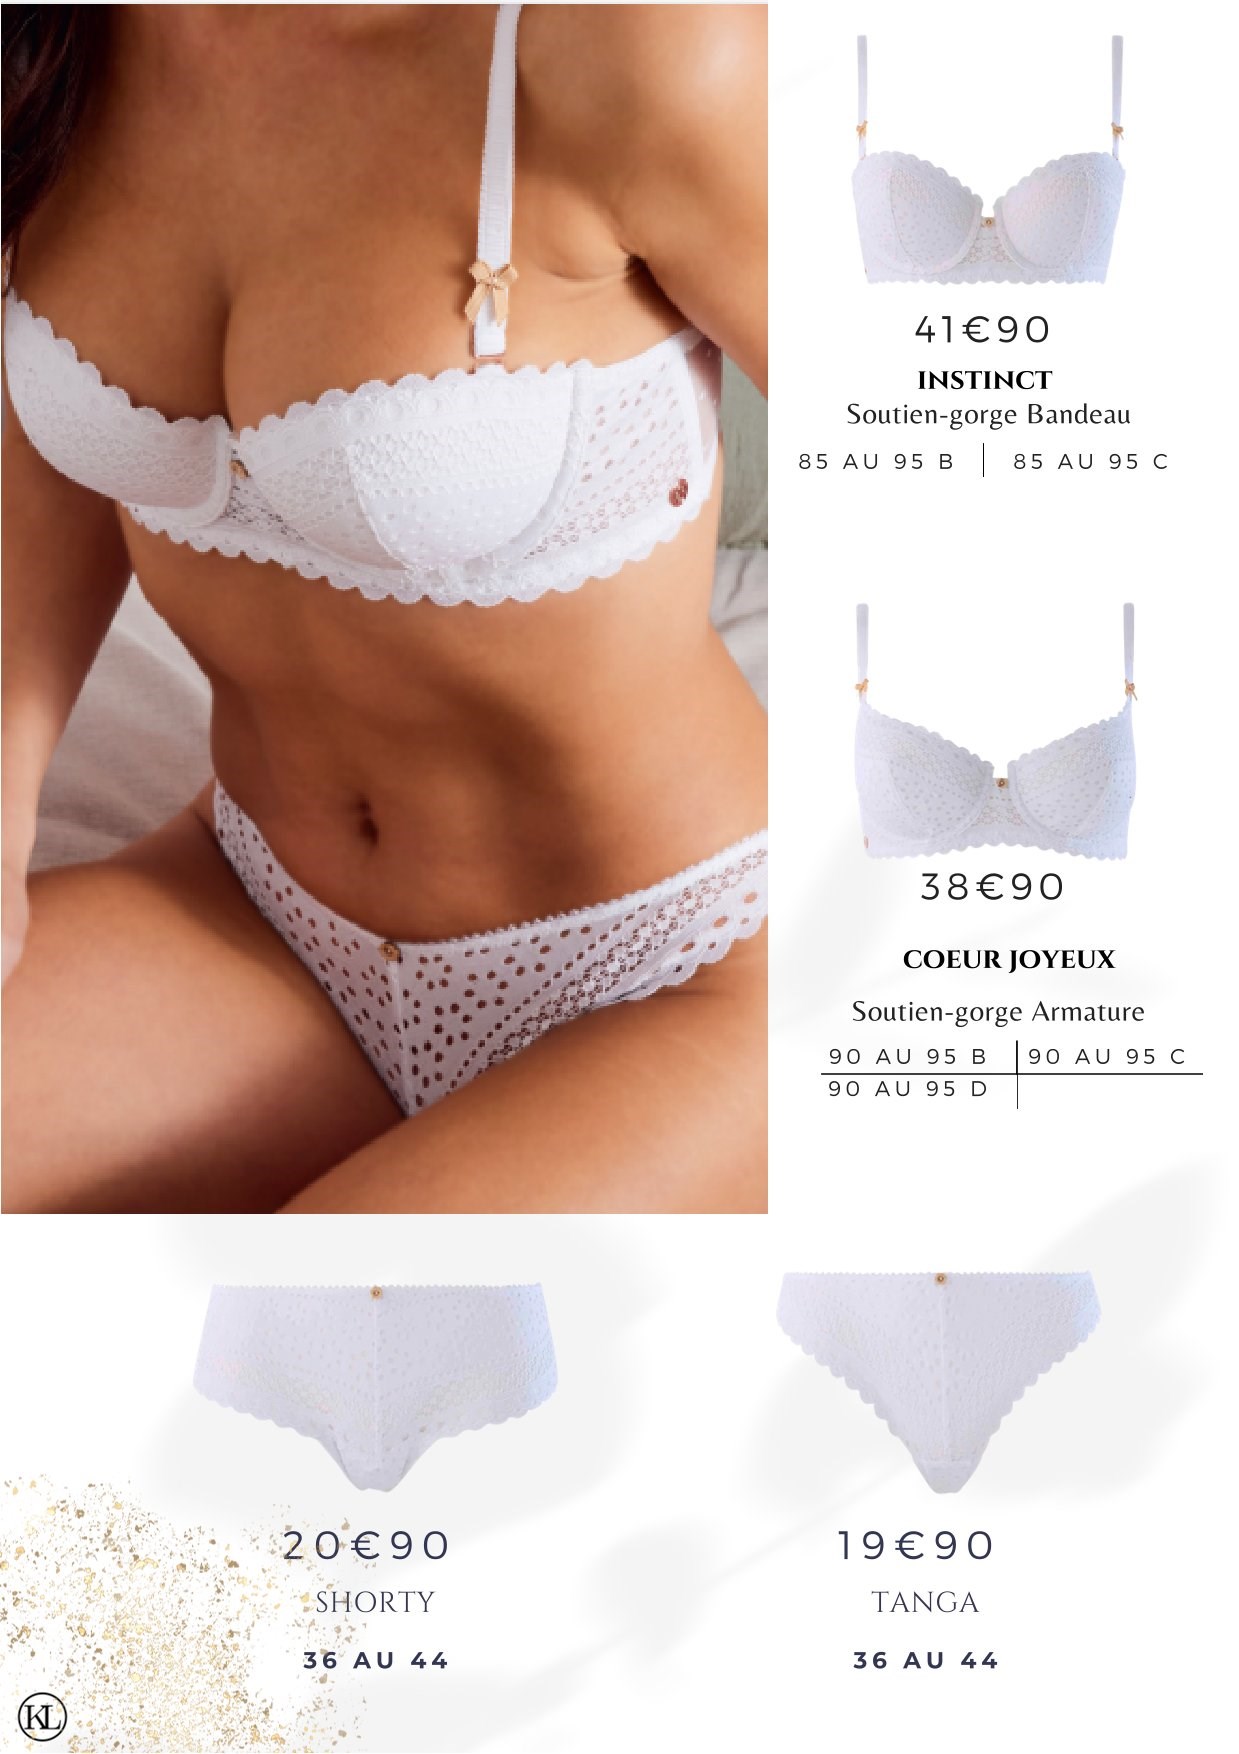 41€90
INSTINCT
Soutien-gorge Bandeau
85 AU 95 B | 85 AU 95 C
38€90
COEUR JOYEUX
Soutien-gorge Armature
90 AU 95 B | 90 AU 95 C
90 AU 95 D
20€90
SHORTY
36 AU 44
19€90
TANGA
36 AU 44
KL